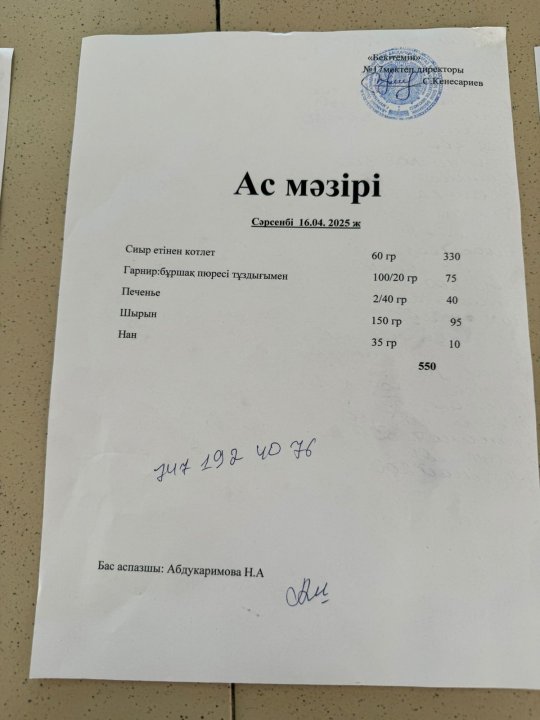 «Бекітемін»
№17мектеп директоры
С.Кенесариев
Ас мәзірі
Сәрсенбі 16.04. 2025 ж
Сиыр етінен котлет 60 гр 330
Гарнир:бұршақ пюресі тұздығымен 100/20 гр 75
Печенье 2/40 гр 40
Шырын 150 гр 95
Нан 35 гр 10
550
747 192 40 76
Бас аспазшы: Абдукаримова Н.А